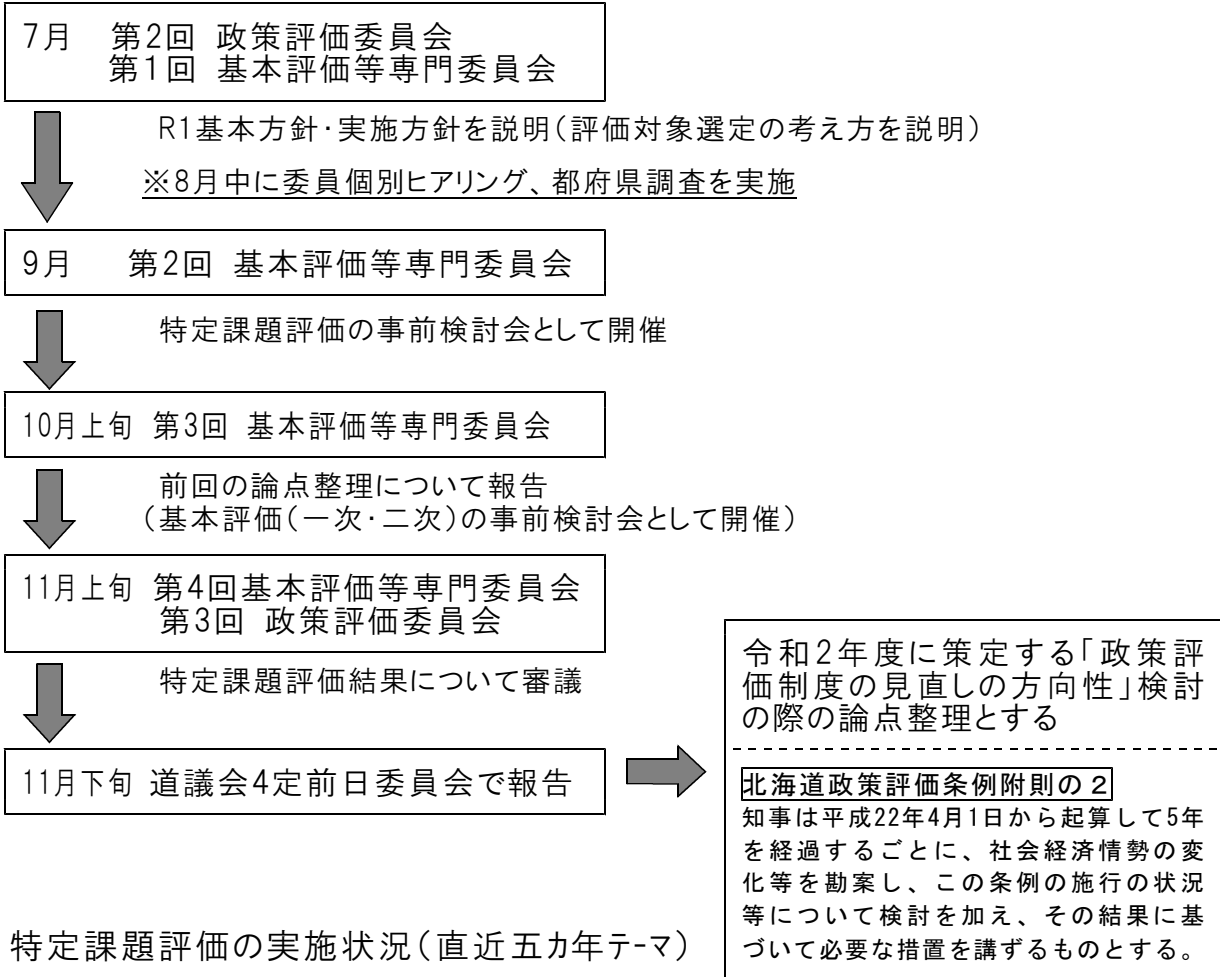 7月　第2回 政策評価委員会
第1回 基本評価等専門委員会
R1基本方針・実施方針を説明（評価対象選定の考え方を説明）
※8月中に委員個別ヒアリング、都府県調査を実施
9月　第2回 基本評価等専門委員会
特定課題評価の事前検討会として開催
10月上旬 第3回 基本評価等専門委員会
前回の論点整理について報告
（基本評価（一次・二次）の事前検討会として開催）
11月上旬 第4回基本評価等専門委員会
第3回 政策評価委員会
特定課題評価結果について審議
11月下旬 道議会4定前日委員会で報告
令和2年度に策定する「政策評
価制度の見直しの方向性」検討
の際の論点整理とする
北海道政策評価条例附則の２
知事は平成22年4月1日から起算して5年
を経過するごとに、社会経済情勢の変
化等を勘案し、この条例の施行の状況
等について検討を加え、その結果に基
づいて必要な措置を講ずるものとする。
特定課題評価の実施状況（直近五カ年テーマ）